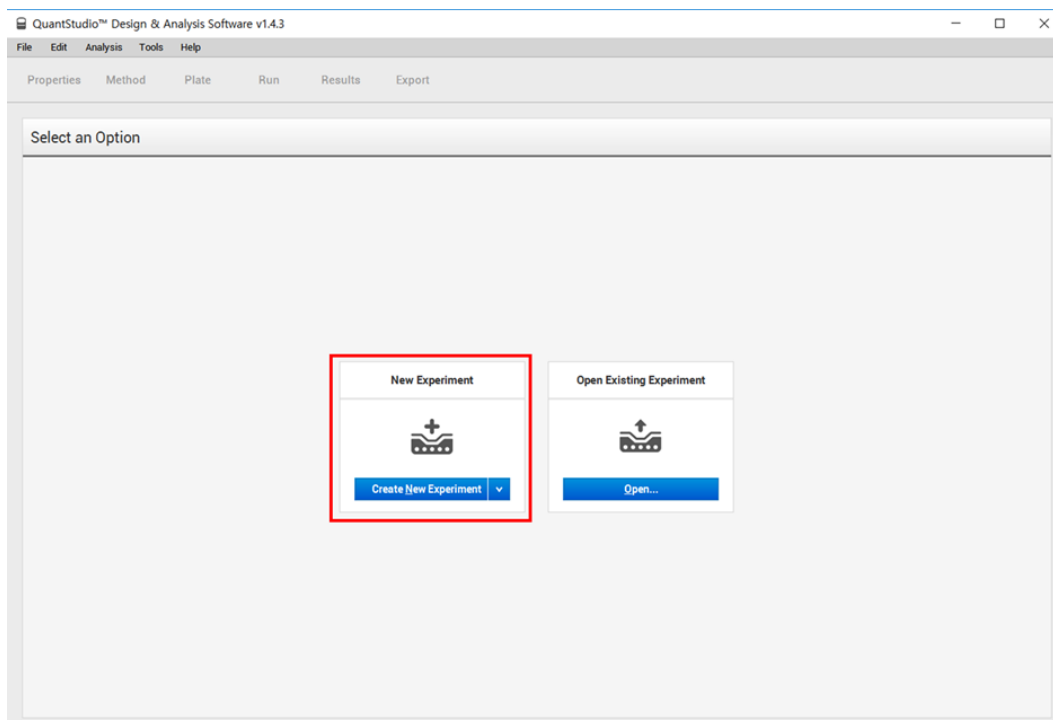 QuantStudio™ Design & Analysis Software v1.4.3
File Edit Analysis Tools Help
Properties Method Plate Run Results Export
Select an Option
New Experiment
Open Existing Experiment
Create New Experiment
Open...